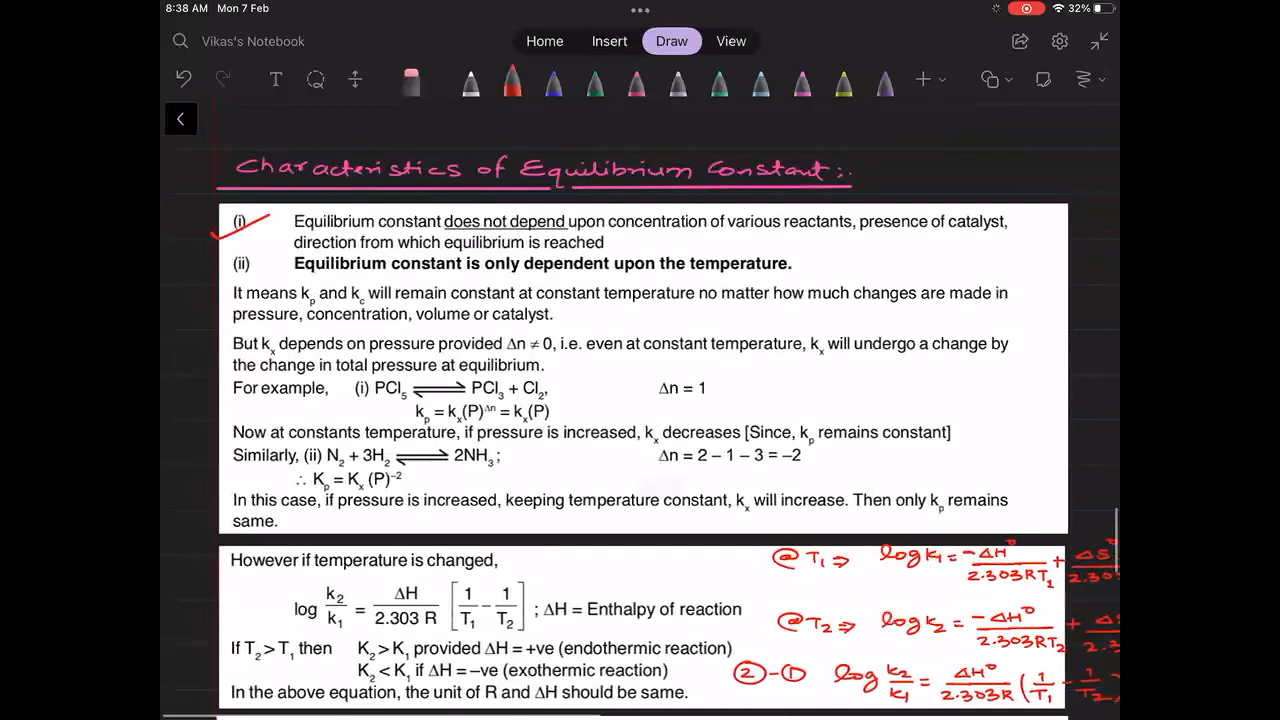 8:38 AM Mon 7 Feb
32%
Vikas's Notebook
Home Insert Draw View
Characteristics of Equilibrium Constant:.
(i) Equilibrium constant does not depend upon concentration of various reactants, presence of catalyst,
direction from which equilibrium is reached
(ii) Equilibrium constant is only dependent upon the temperature.
It means kp and kc will remain constant at constant temperature no matter how much changes are made in
pressure, concentration, volume or catalyst.
But kx depends on pressure provided Δn ≠ 0, i.e. even at constant temperature, kx will undergo a change by
the change in total pressure at equilibrium.
For example, (i) PCl5 ⇌ PCl3 + Cl2, Δn = 1
kp = kx(P)^Δn = kx(P)
Now at constants temperature, if pressure is increased, kx decreases [Since, kp remains constant]
Similarly, (ii) N2 + 3H2 ⇌ 2NH3 ; Δn = 2 – 1 – 3 = –2
∴ Kp = Kx (P)^–2
In this case, if pressure is increased, keeping temperature constant, kx will increase. Then only kp remains
same.
However if temperature is changed,
log k2/k1 = ΔH/2.303 R [1/T1 – 1/T2] ; ΔH = Enthalpy of reaction
If T2 > T1 then K2 > K1 provided ΔH = +ve (endothermic reaction)
K2 < K1 if ΔH = –ve (exothermic reaction)
In the above equation, the unit of R and ΔH should be same.
@ T1 ⇒ log K1 = -ΔH°/2.303RT1 + ΔS°/2.30
@ T2 ⇒ log K2 = -ΔH°/2.303RT2 + ΔS/2.3
② - ① log K2/K1 = ΔH°/2.303R (1/T1 - 1/T2)